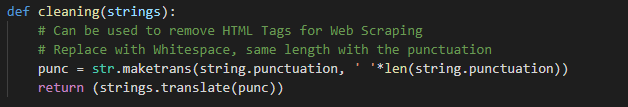 def cleaning(strings):
    # Can be used to remove HTML Tags for Web Scraping
    # Replace with Whitespace, same length with the punctuation
    punc = str.maketrans(string.punctuation, ' '*len(string.punctuation))
    return (strings.translate(punc))